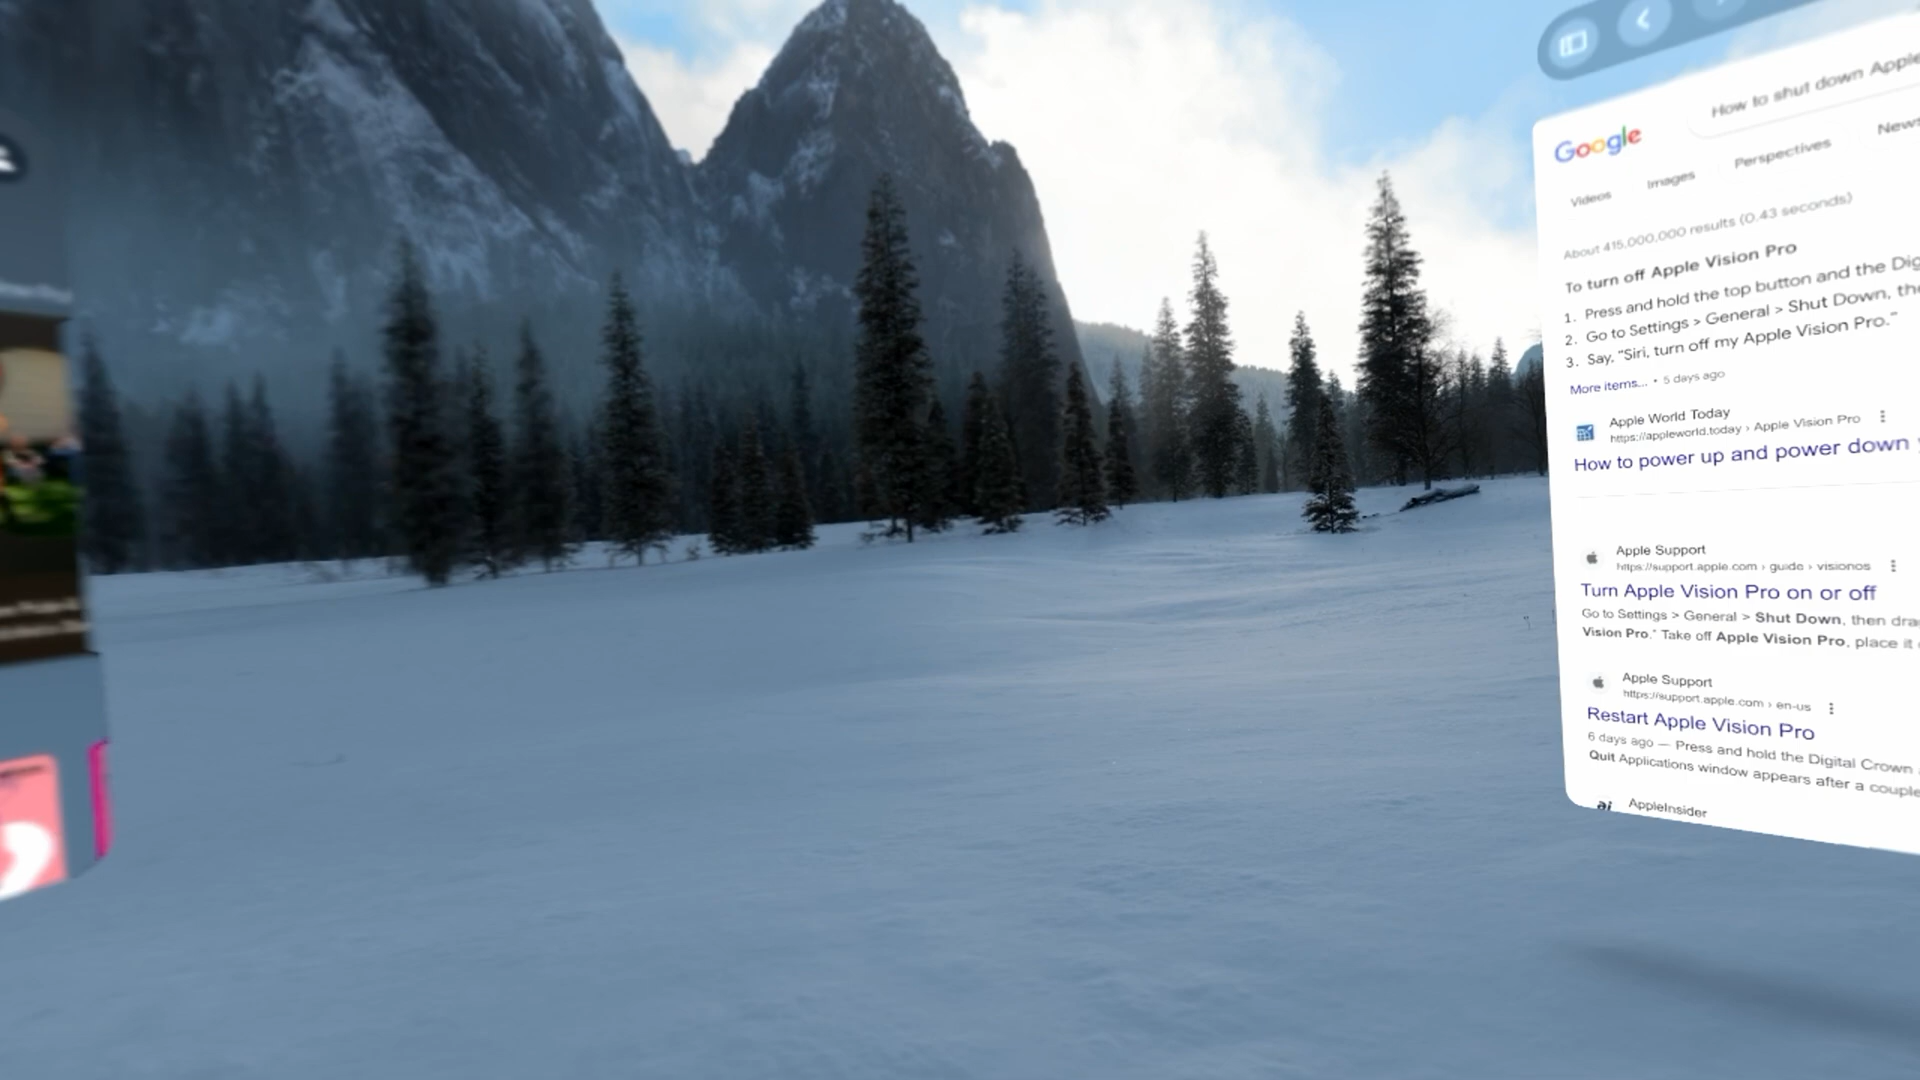 How to shut down Apple
Google
Videos Images Perspectives News
About 415,000,000 results (0.43 seconds)
To turn off Apple Vision Pro
1. Press and hold the top button and the Dig
2. Go to Settings > General > Shut Down, the
3. Say, "Siri, turn off my Apple Vision Pro."
More items... • 5 days ago
Apple World Today
https://appleworld.today › Apple Vision Pro
How to power up and power down
Apple Support
https://support.apple.com › guide › visionos
Turn Apple Vision Pro on or off
Go to Settings > General > Shut Down, then dra
Vision Pro." Take off Apple Vision Pro, place it
Apple Support
https://support.apple.com › en-us
Restart Apple Vision Pro
6 days ago — Press and hold the Digital Crown
Quit Applications window appears after a couple
ai AppleInsider